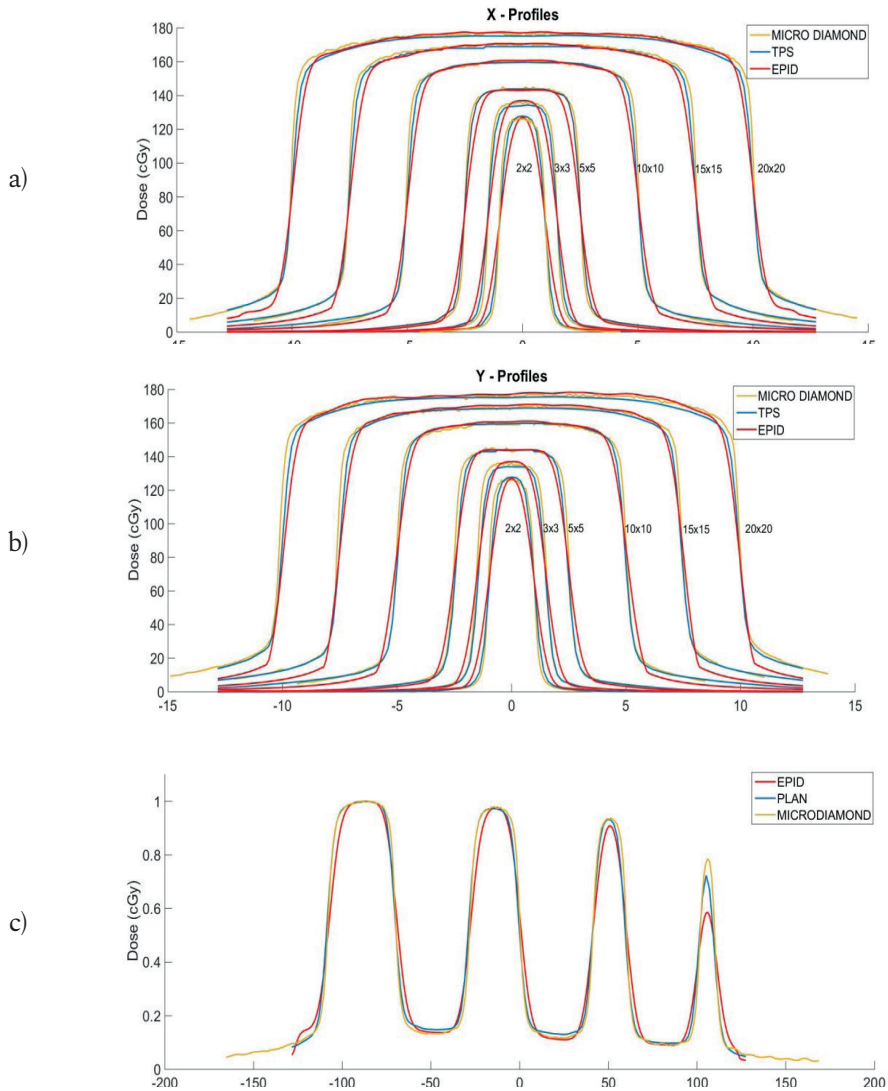 a)
X - Profiles
MICRO DIAMOND
TPS
EPID
Dose (cGy)
180
160
140
120
100
80
60
40
20
0
2x2
3x3
5x5
10x10
15x15
20x20
-15
-10
-5
0
5
10
15
b)
Y - Profiles
MICRO DIAMOND
TPS
EPID
Dose (cGy)
180
160
140
120
100
80
60
40
20
0
2x2
3x3
5x5
10x10
15x15
20x20
-15
-10
-5
0
5
10
15
c)
EPID
PLAN
MICRODIAMOND
Dose (cGy)
1
0.8
0.6
0.4
0.2
0
-200
-150
-100
-50
0
50
100
150
200